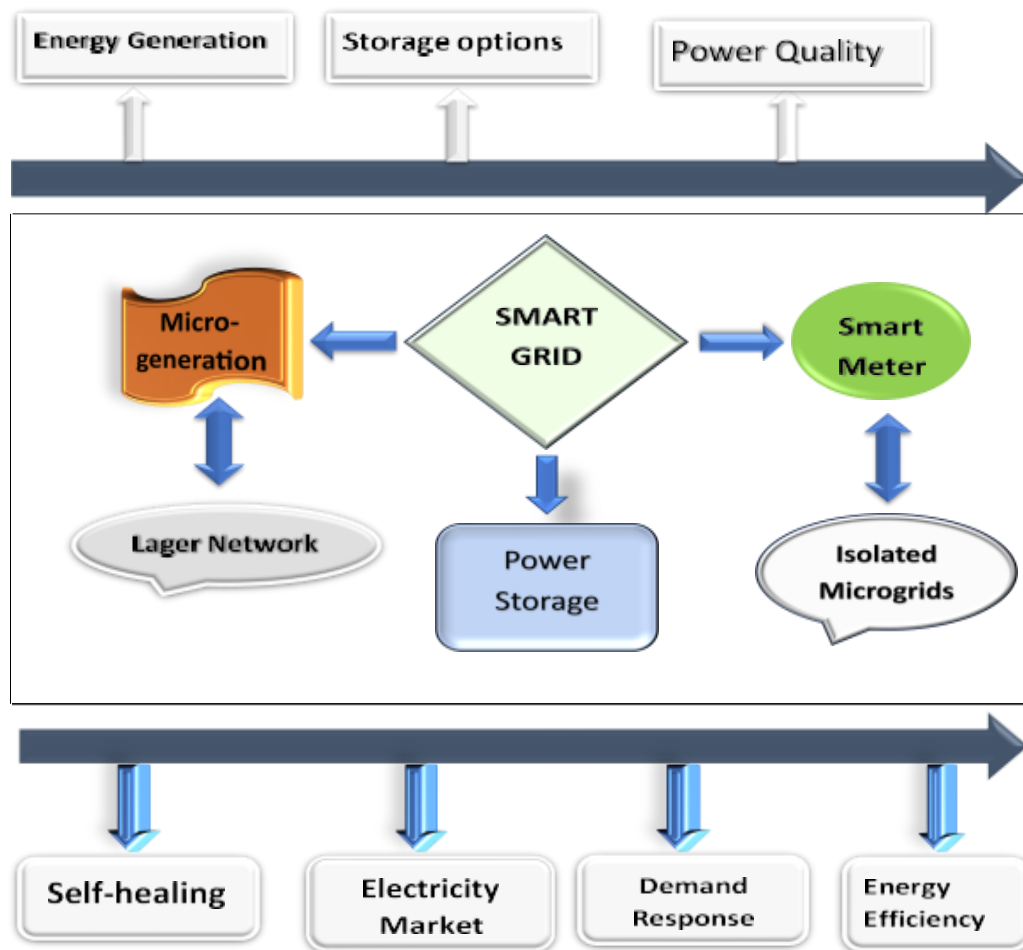 Energy Generation
Storage options
Power Quality
Micro-
generation
SMART
GRID
Smart
Meter
Lager Network
Power
Storage
Isolated
Microgrids
Self-healing
Electricity
Market
Demand
Response
Energy
Efficiency